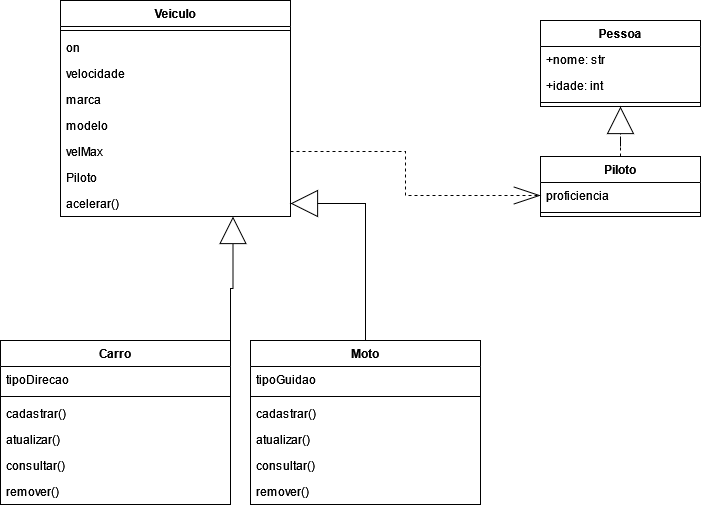 Veiculo
on
velocidade
marca
modelo
velMax
Piloto
acelerar()
Pessoa
+nome: str
+idade: int
Piloto
proficiencia
Carro
tipoDirecao
cadastrar()
atualizar()
consultar()
remover()
Moto
tipoGuidao
cadastrar()
atualizar()
consultar()
remover()